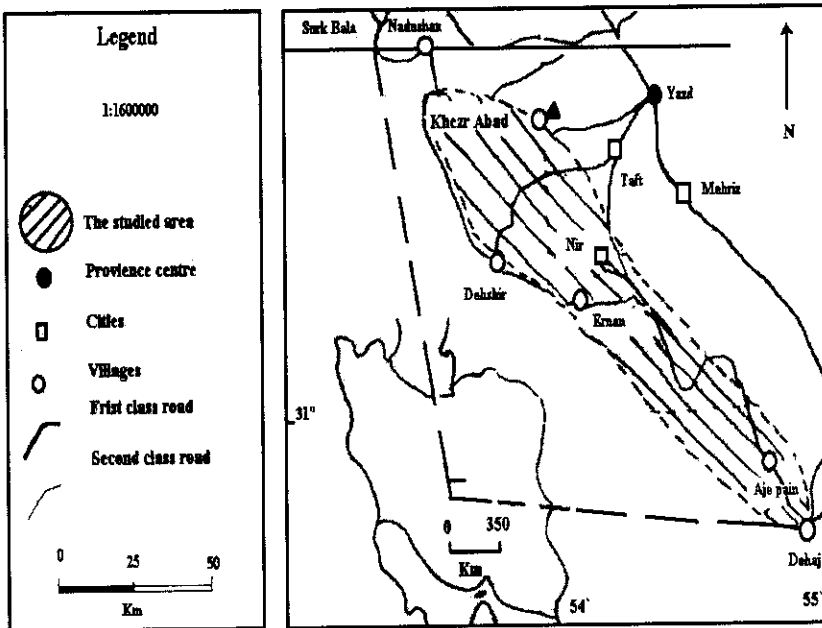 Legend
1:1600000
The studied area
Provience centre
Cities
Villages
Frist class road
Second class road
0 25 50
Km
Surk Bala
Nadushan
Khezr Abad
Yazd
N
Taft
Mehriz
Nir
Dehshir
Ernan
31°
Aje pain
0 350
Km
Dehaj
54`
55`